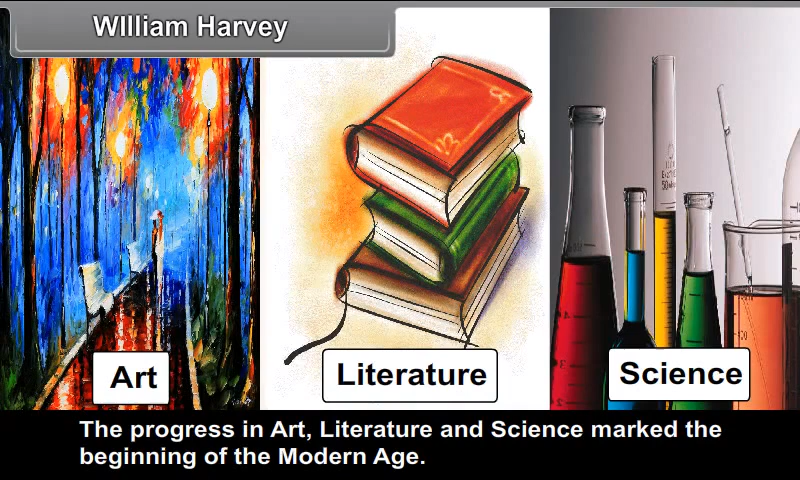 WIlliam Harvey
Art
Literature
Science
The progress in Art, Literature and Science marked the
beginning of the Modern Age.